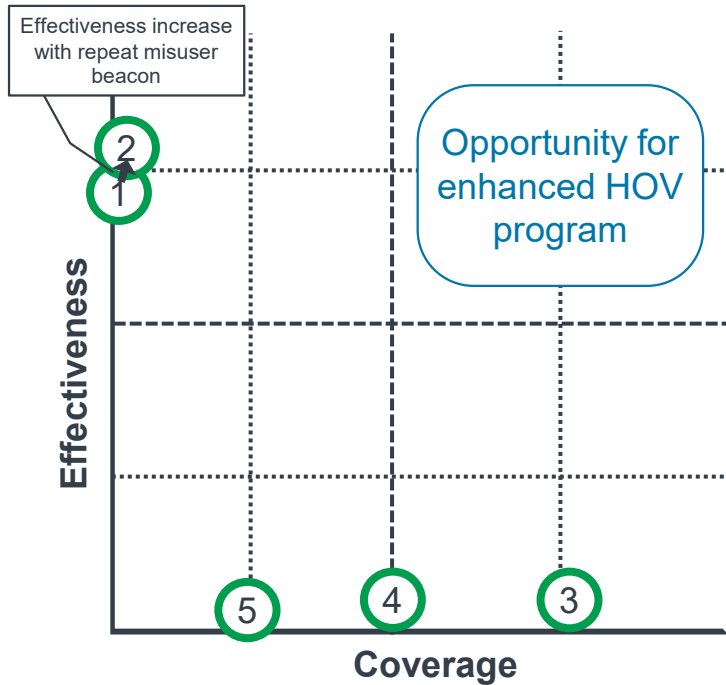 Effectiveness increase
with repeat misuser
beacon
Opportunity for
enhanced HOV
program
2
1
Effectiveness
5
4
3
Coverage